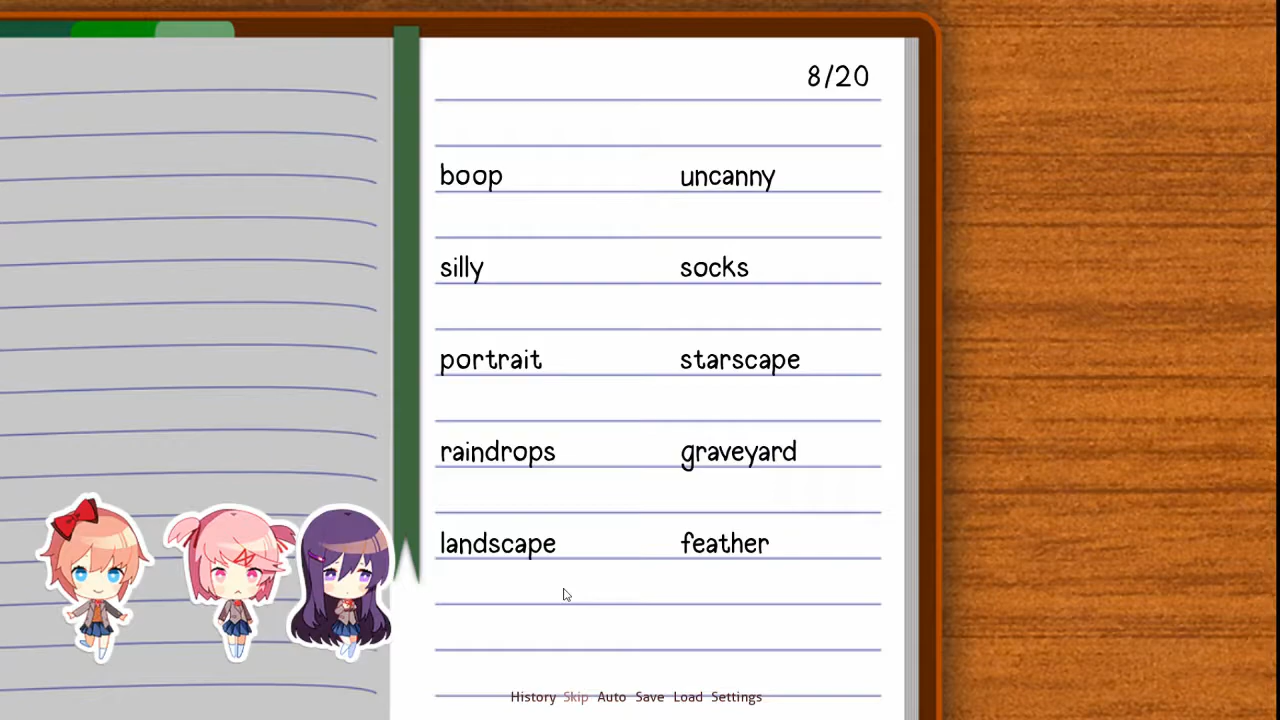 8/20
boop uncanny
silly socks
portrait starscape
raindrops graveyard
landscape feather
History Skip Auto Save Load Settings